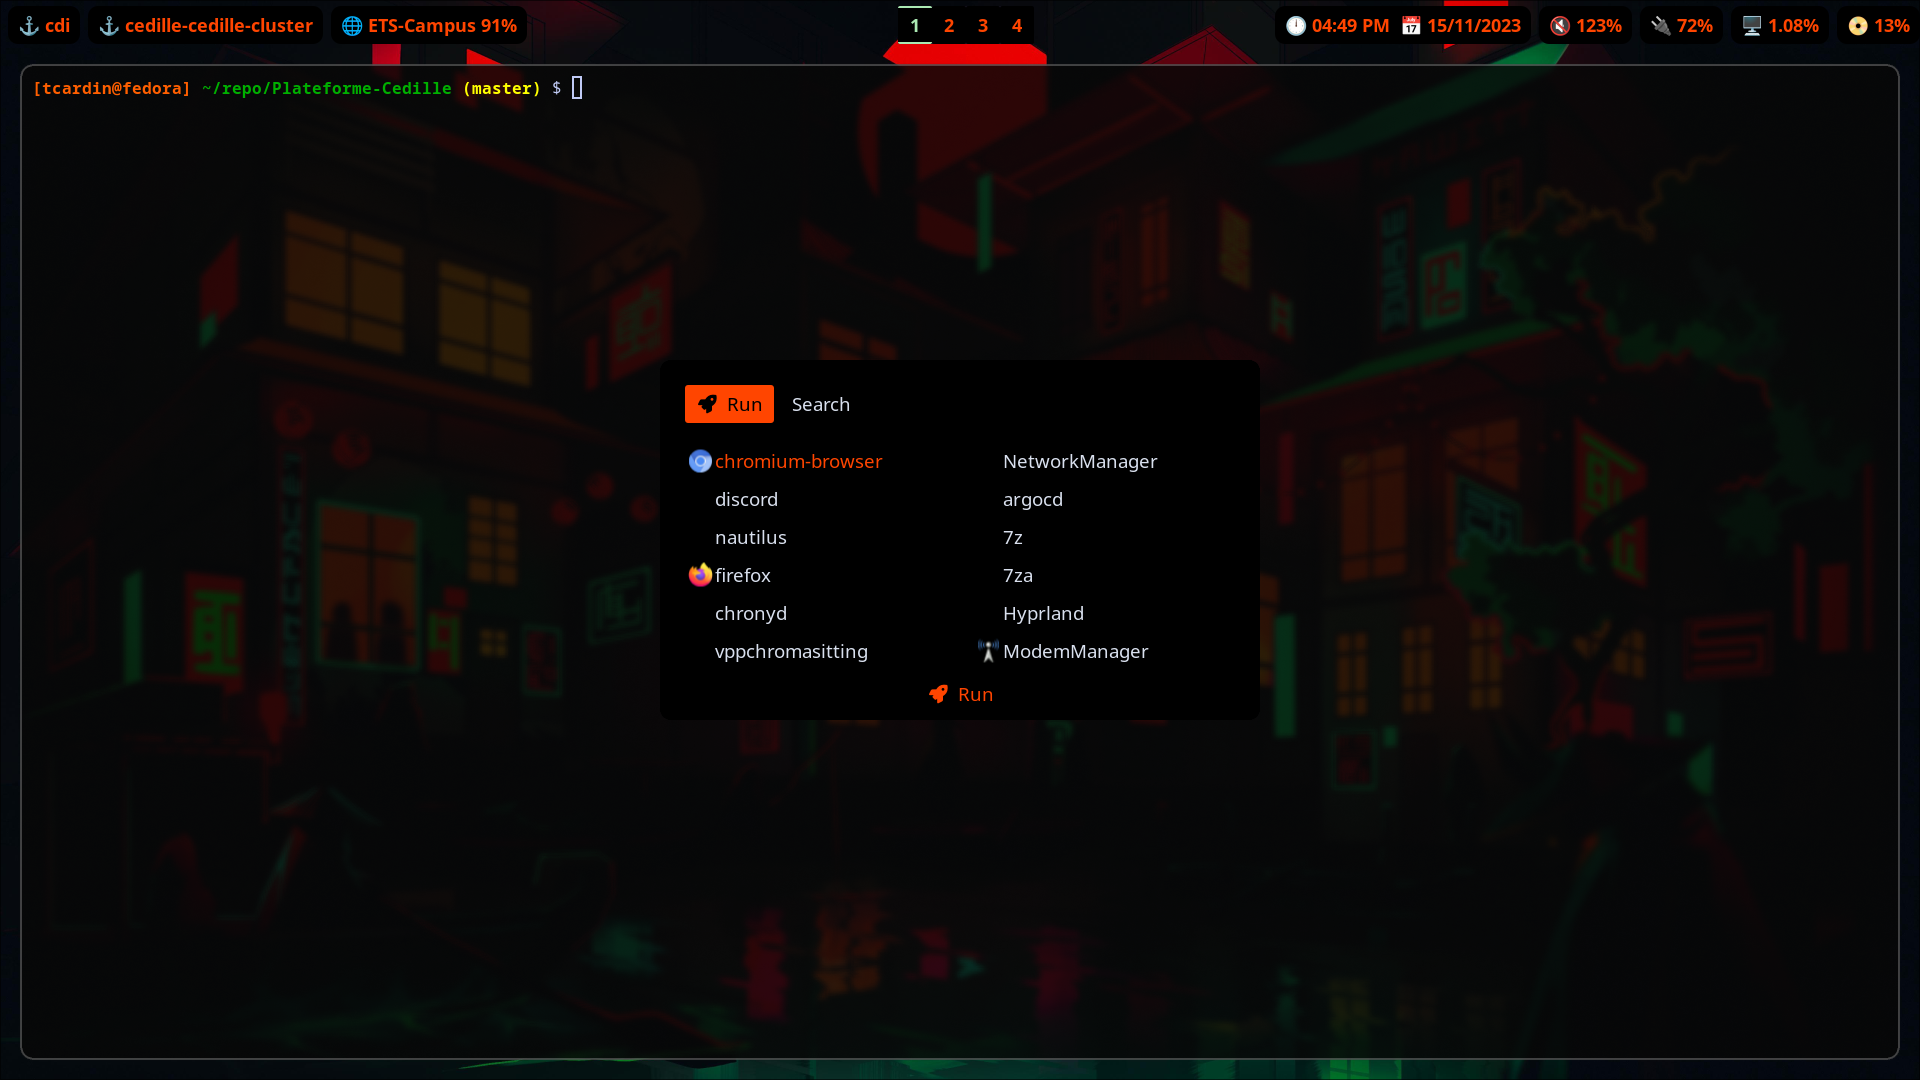 ⚓ cdi ⚓ cedille-cedille-cluster 🌐 ETS-Campus 91% 1 2 3 4 🕛 04:49 PM 📅 15/11/2023 🔇 123% 🔌 72% 🖥️ 1.08% 📀 13%
[tcardin@fedora] ~/repo/Plateforme-Cedille (master) $
Run Search
chromium-browser NetworkManager
discord argocd
nautilus 7z
firefox 7za
chronyd Hyprland
vppchromasitting ModemManager
Run